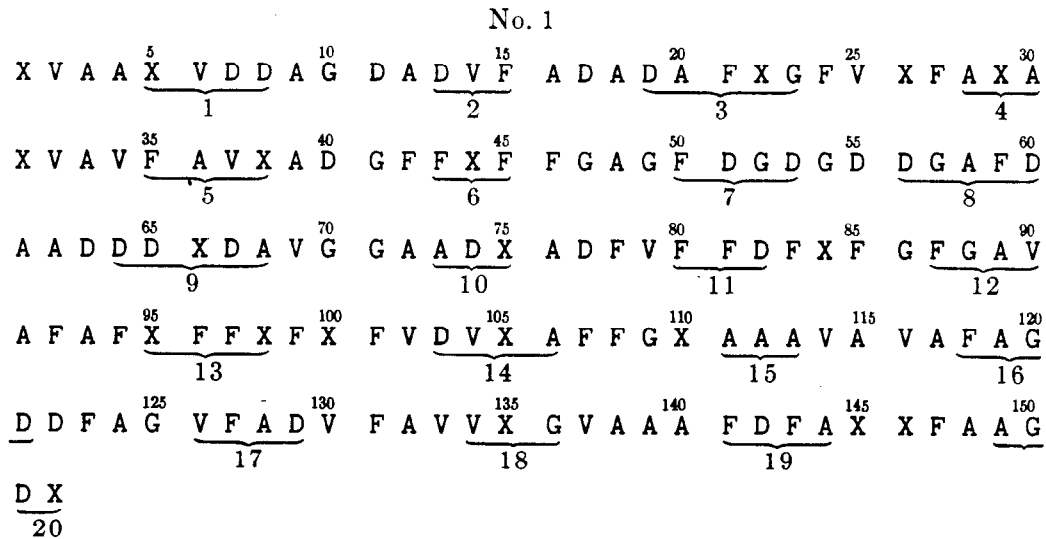 No. 1
5 10 15 20 25 30
X V A A X V D D A G D A D V F A D A D A F X G F V X F A X A
1 2 3 4
35 40 45 50 55 60
X V A V F A V X A D G F F X F F G A G F D G D G D D G A F D
5 6 7 8
65 70 75 80 85 90
A A D D D X D A V G G A A D X A D F V F F D F X F G F G A V
9 10 11 12
95 100 105 110 115 120
A F A F X F F X F X F V D V X A F F G X A A A V A V A F A G
13 14 15 16
125 130 135 140 145 150
D D F A G V F A D V F A V V X G V A A A F D F A X X F A A G
17 18 19
D X
20